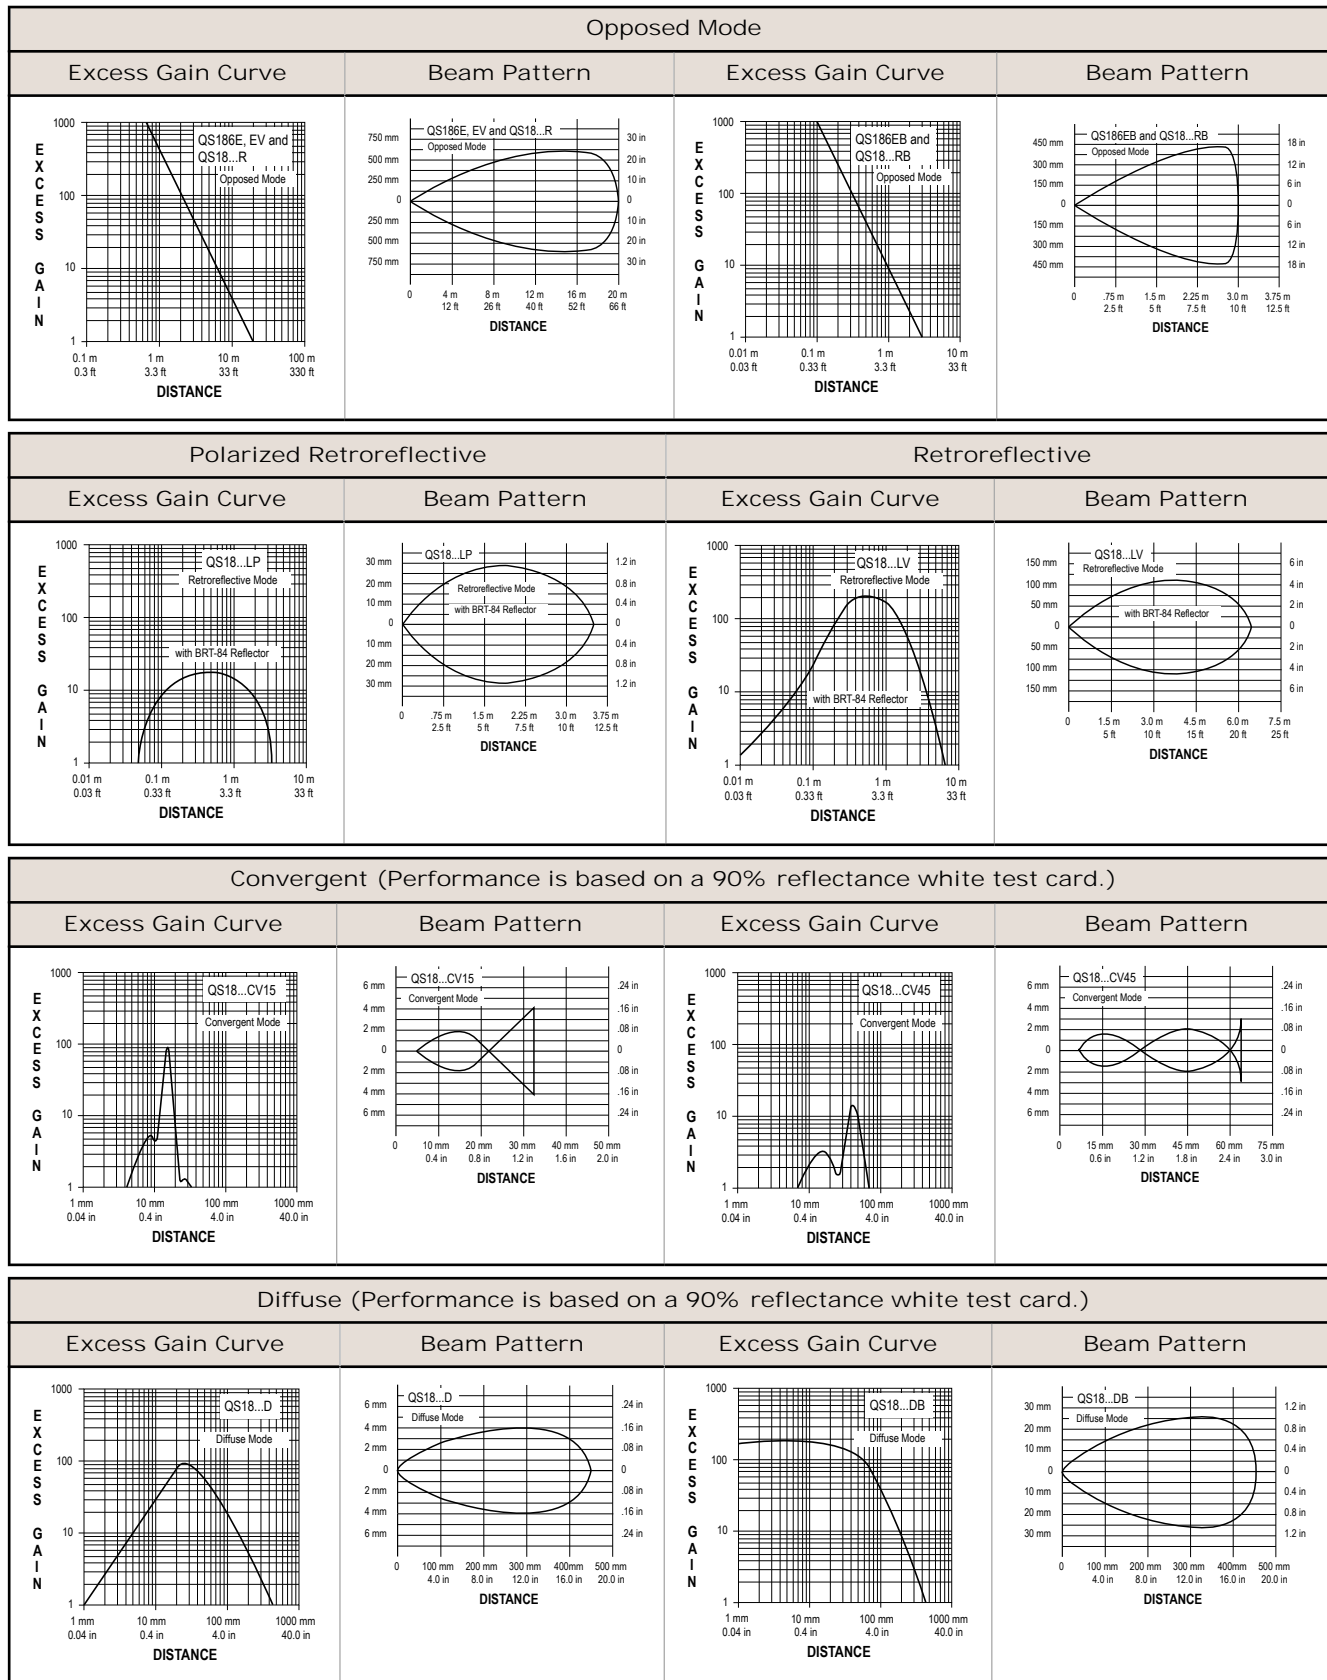 Opposed Mode
Excess Gain Curve
Beam Pattern
Excess Gain Curve
Beam Pattern
EXCESS GAIN
1000
100
10
1
QS186E, EV and
QS18...R
Opposed Mode
0.1 m 1 m 10 m 100 m
0.3 ft 3.3 ft 33 ft 330 ft
DISTANCE
750 mm
500 mm
250 mm
0
250 mm
500 mm
750 mm
QS186E, EV and QS18...R
Opposed Mode
30 in
20 in
10 in
0
10 in
20 in
30 in
0 4 m 8 m 12 m 16 m 20 m
12 ft 26 ft 40 ft 52 ft 66 ft
DISTANCE
EXCESS GAIN
1000
100
10
1
QS186EB and
QS18...RB
Opposed Mode
0.01 m 0.1 m 1 m 10 m
0.03 ft 0.33 ft 3.3 ft 33 ft
DISTANCE
450 mm
300 mm
150 mm
0
150 mm
300 mm
450 mm
QS186EB and QS18...RB
Opposed Mode
18 in
12 in
6 in
0
6 in
12 in
18 in
0 .75 m 1.5 m 2.25 m 3.0 m 3.75 m
2.5 ft 5 ft 7.5 ft 10 ft 12.5 ft
DISTANCE
Polarized Retroreflective
Retroreflective
Excess Gain Curve
Beam Pattern
Excess Gain Curve
Beam Pattern
EXCESS GAIN
1000
100
10
1
QS18...LP
Retroreflective Mode
with BRT-84 Reflector
0.01 m 0.1 m 1 m 10 m
0.03 ft 0.33 ft 3.3 ft 33 ft
DISTANCE
30 mm
20 mm
10 mm
0
10 mm
20 mm
30 mm
QS18...LP
Retroreflective Mode
with BRT-84 Reflector
1.2 in
0.8 in
0.4 in
0
0.4 in
0.8 in
1.2 in
0 .75 m 1.5 m 2.25 m 3.0 m 3.75 m
2.5 ft 5 ft 7.5 ft 10 ft 12.5 ft
DISTANCE
EXCESS GAIN
1000
100
10
1
QS18...LV
Retroreflective Mode
with BRT-84 Reflector
0.01 m 0.1 m 1 m 10 m
0.03 ft 0.33 ft 3.3 ft 33 ft
DISTANCE
150 mm
100 mm
50 mm
0
50 mm
100 mm
150 mm
QS18...LV
Retroreflective Mode
with BRT-84 Reflector
6 in
4 in
2 in
0
2 in
4 in
6 in
0 1.5 m 3.0 m 4.5 m 6.0 m 7.5 m
5 ft 10 ft 15 ft 20 ft 25 ft
DISTANCE
Convergent (Performance is based on a 90% reflectance white test card.)
Excess Gain Curve
Beam Pattern
Excess Gain Curve
Beam Pattern
EXCESS GAIN
1000
100
10
1
QS18...CV15
Convergent Mode
1 mm 10 mm 100 mm 1000 mm
0.04 in 0.4 in 4.0 in 40.0 in
DISTANCE
6 mm
4 mm
2 mm
0
2 mm
4 mm
6 mm
QS18...CV15
Convergent Mode
.24 in
.16 in
.08 in
0
.08 in
.16 in
.24 in
0 10 mm 20 mm 30 mm 40 mm 50 mm
0.4 in 0.8 in 1.2 in 1.6 in 2.0 in
DISTANCE
EXCESS GAIN
1000
100
10
1
QS18...CV45
Convergent Mode
1 mm 10 mm 100 mm 1000 mm
0.04 in 0.4 in 4.0 in 40.0 in
DISTANCE
6 mm
4 mm
2 mm
0
2 mm
4 mm
6 mm
QS18...CV45
Convergent Mode
.24 in
.16 in
.08 in
0
.08 in
.16 in
.24 in
0 15 mm 30 mm 45 mm 60 mm 75 mm
0.6 in 1.2 in 1.8 in 2.4 in 3.0 in
DISTANCE
Diffuse (Performance is based on a 90% reflectance white test card.)
Excess Gain Curve
Beam Pattern
Excess Gain Curve
Beam Pattern
EXCESS GAIN
1000
100
10
1
QS18...D
Diffuse Mode
1 mm 10 mm 100 mm 1000 mm
0.04 in 0.4 in 4.0 in 40.0 in
DISTANCE
6 mm
4 mm
2 mm
0
2 mm
4 mm
6 mm
QS18...D
Diffuse Mode
.24 in
.16 in
.08 in
0
.08 in
.16 in
.24 in
0 100 mm 200 mm 300 mm 400mm 500 mm
4.0 in 8.0 in 12.0 in 16.0 in 20.0 in
DISTANCE
EXCESS GAIN
1000
100
10
1
QS18...DB
Diffuse Mode
1 mm 10 mm 100 mm 1000 mm
0.04 in 0.4 in 4.0 in 40.0 in
DISTANCE
30 mm
20 mm
10 mm
0
10 mm
20 mm
30 mm
QS18...DB
Diffuse Mode
1.2 in
0.8 in
0.4 in
0
0.4 in
0.8 in
1.2 in
0 100 mm 200 mm 300 mm 400mm 500 mm
4.0 in 8.0 in 12.0 in 16.0 in 20.0 in
DISTANCE